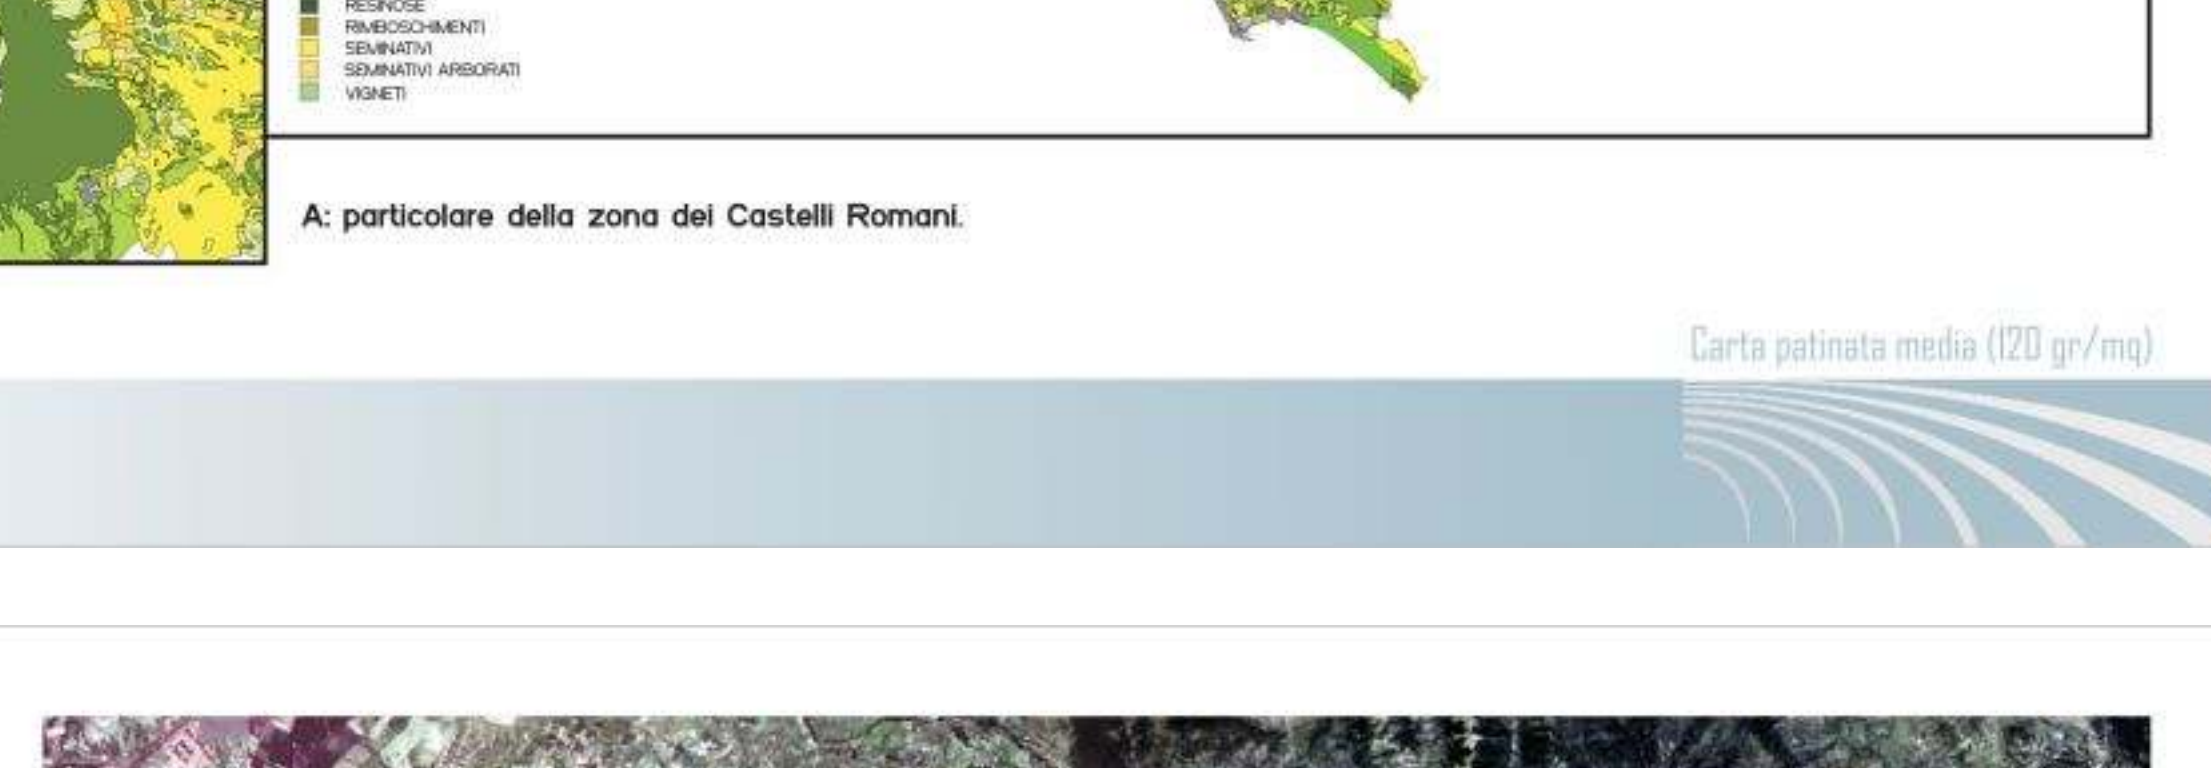 RESINOSE
RIMBOSCHIMENTI
SEMINATIVI
SEMINATIVI ARBORATI
VIGNETI
A: particolare della zona dei Castelli Romani.
Carta patinata media (120 gr/mq)